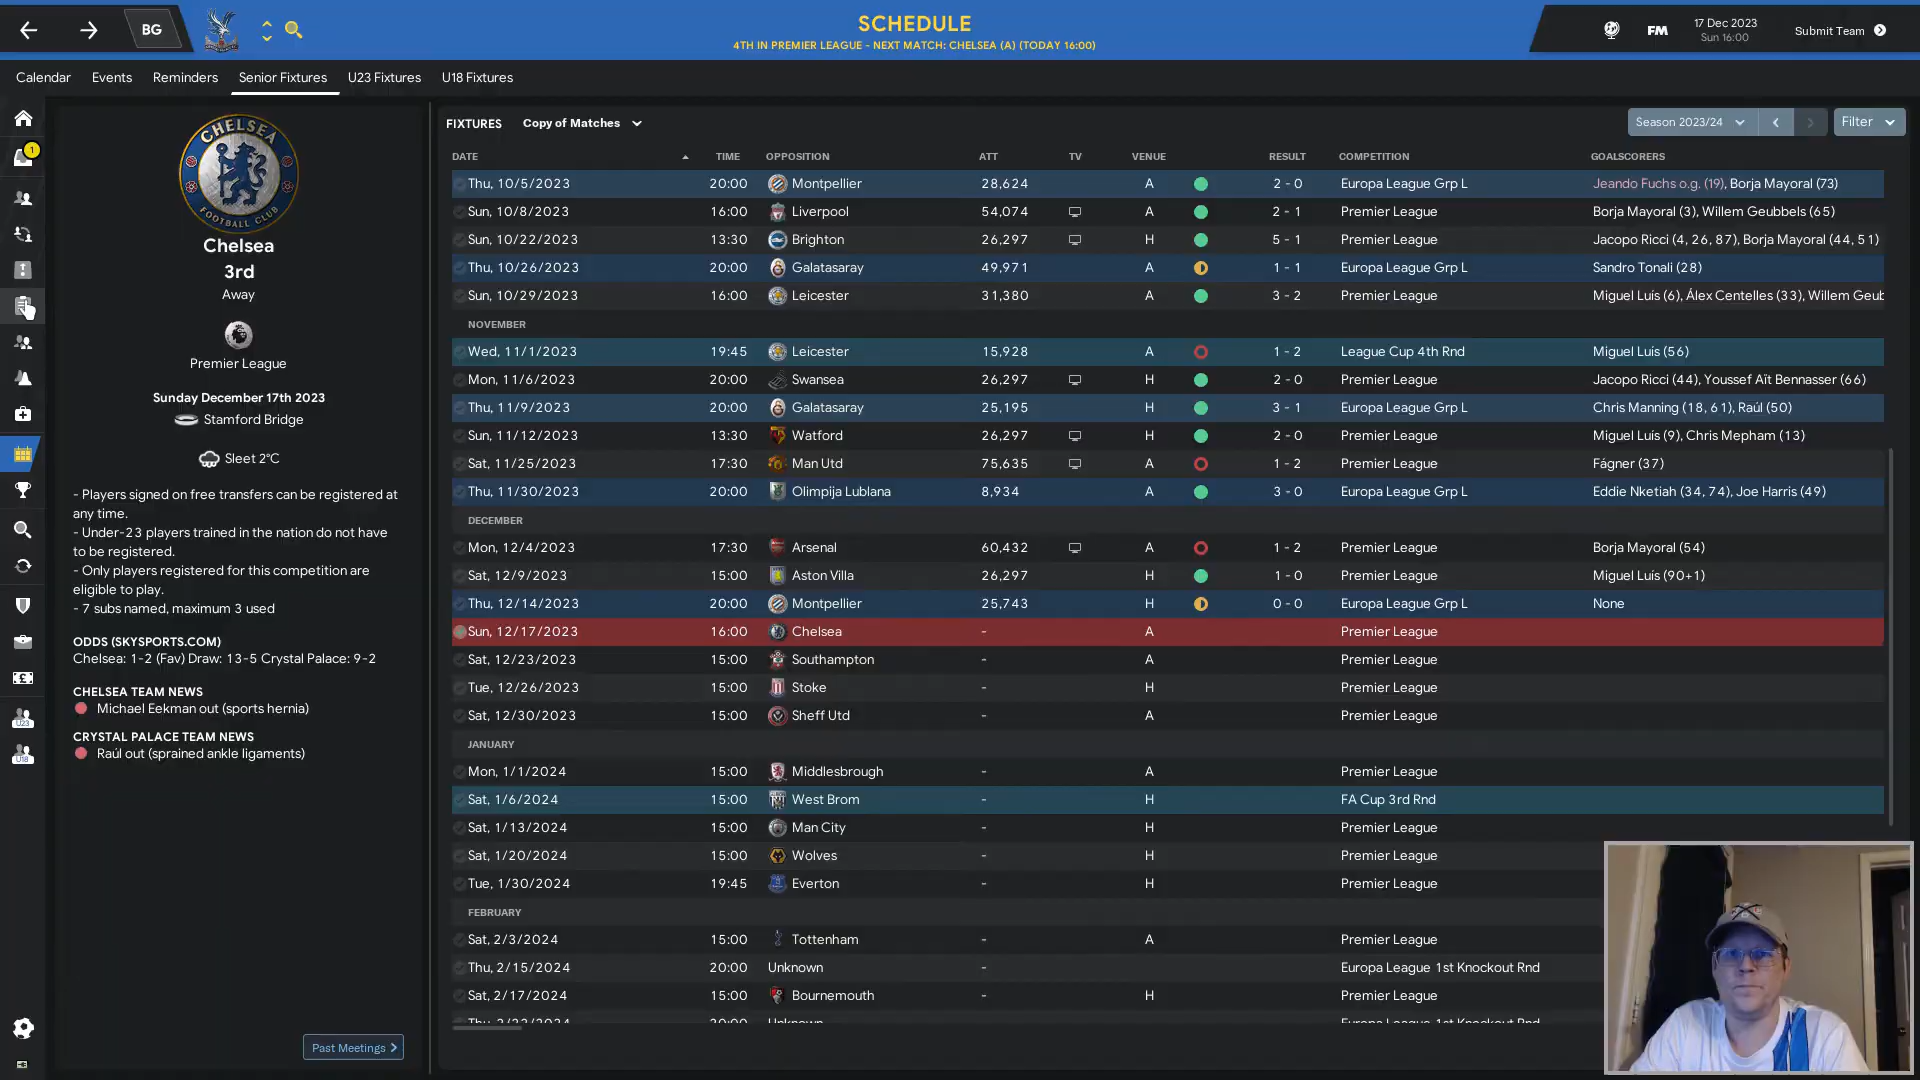 BG
SCHEDULE
4TH IN PREMIER LEAGUE - NEXT MATCH: CHELSEA (A) (TODAY 16:00)
FM
17 Dec 2023
Sun 16:00
Submit Team
Calendar Events Reminders Senior Fixtures U23 Fixtures U18 Fixtures
1
CHELSEA
FOOTBALL CLUB
Chelsea
3rd
Away
Premier League
Sunday December 17th 2023
Stamford Bridge
Sleet 2°C
- Players signed on free transfers can be registered at
any time.
- Under-23 players trained in the nation do not have
to be registered.
- Only players registered for this competition are
eligible to play.
- 7 subs named, maximum 3 used
ODDS (SKYSPORTS.COM)
Chelsea: 1-2 (Fav) Draw: 13-5 Crystal Palace: 9-2
CHELSEA TEAM NEWS
Michael Eekman out (sports hernia)
CRYSTAL PALACE TEAM NEWS
Raúl out (sprained ankle ligaments)
Past Meetings
U23
U18
FIXTURES Copy of Matches
Season 2023/24 Filter
DATE TIME OPPOSITION ATT TV VENUE RESULT COMPETITION GOALSCORERS
Thu, 10/5/2023 20:00 Montpellier 28,624 A 2 - 0 Europa League Grp L Jeando Fuchs o.g. (19), Borja Mayoral (73)
Sun, 10/8/2023 16:00 Liverpool 54,074 A 2 - 1 Premier League Borja Mayoral (3), Willem Geubbels (65)
Sun, 10/22/2023 13:30 Brighton 26,297 H 5 - 1 Premier League Jacopo Ricci (4, 26, 87), Borja Mayoral (44, 51)
Thu, 10/26/2023 20:00 Galatasaray 49,971 A 1 - 1 Europa League Grp L Sandro Tonali (28)
Sun, 10/29/2023 16:00 Leicester 31,380 A 3 - 2 Premier League Miguel Luís (6), Álex Centelles (33), Willem Geub
NOVEMBER
Wed, 11/1/2023 19:45 Leicester 15,928 A 1 - 2 League Cup 4th Rnd Miguel Luís (56)
Mon, 11/6/2023 20:00 Swansea 26,297 H 2 - 0 Premier League Jacopo Ricci (44), Youssef Aït Bennasser (66)
Thu, 11/9/2023 20:00 Galatasaray 25,195 H 3 - 1 Europa League Grp L Chris Manning (18, 61), Raúl (50)
Sun, 11/12/2023 13:30 Watford 26,297 H 2 - 0 Premier League Miguel Luís (9), Chris Mepham (13)
Sat, 11/25/2023 17:30 Man Utd 75,635 A 1 - 2 Premier League Fágner (37)
Thu, 11/30/2023 20:00 Olimpija Lublana 8,934 A 3 - 0 Europa League Grp L Eddie Nketiah (34, 74), Joe Harris (49)
DECEMBER
Mon, 12/4/2023 17:30 Arsenal 60,432 A 1 - 2 Premier League Borja Mayoral (54)
Sat, 12/9/2023 15:00 Aston Villa 26,297 H 1 - 0 Premier League Miguel Luís (90+1)
Thu, 12/14/2023 20:00 Montpellier 25,743 H 0 - 0 Europa League Grp L None
Sun, 12/17/2023 16:00 Chelsea - A Premier League
Sat, 12/23/2023 15:00 Southampton - A Premier League
Tue, 12/26/2023 15:00 Stoke - H Premier League
Sat, 12/30/2023 15:00 Sheff Utd - A Premier League
JANUARY
Mon, 1/1/2024 15:00 Middlesbrough - A Premier League
Sat, 1/6/2024 15:00 West Brom - H FA Cup 3rd Rnd
Sat, 1/13/2024 15:00 Man City - H Premier League
Sat, 1/20/2024 15:00 Wolves - H Premier League
Tue, 1/30/2024 19:45 Everton - H Premier League
FEBRUARY
Sat, 2/3/2024 15:00 Tottenham - A Premier League
Thu, 2/15/2024 20:00 Unknown - Europa League 1st Knockout Rnd
Sat, 2/17/2024 15:00 Bournemouth - H Premier League
Thu, 2/22/2024 20:00 Unknown Europa League 1st Knockout Rnd